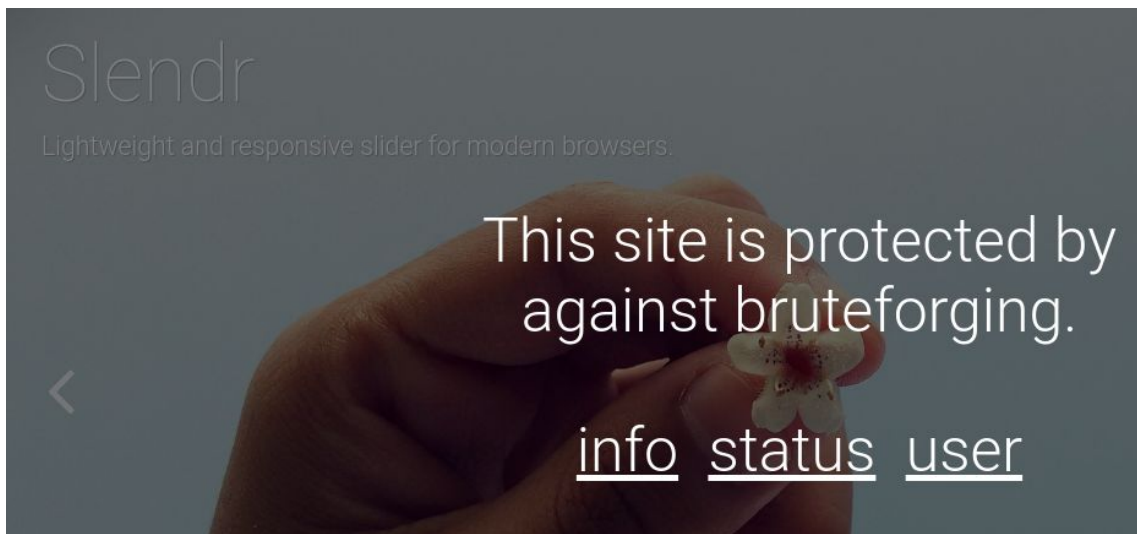 Slendr
Lightweight and responsive slider for modern browsers.
This site is protected by
against bruteforging.
info status user